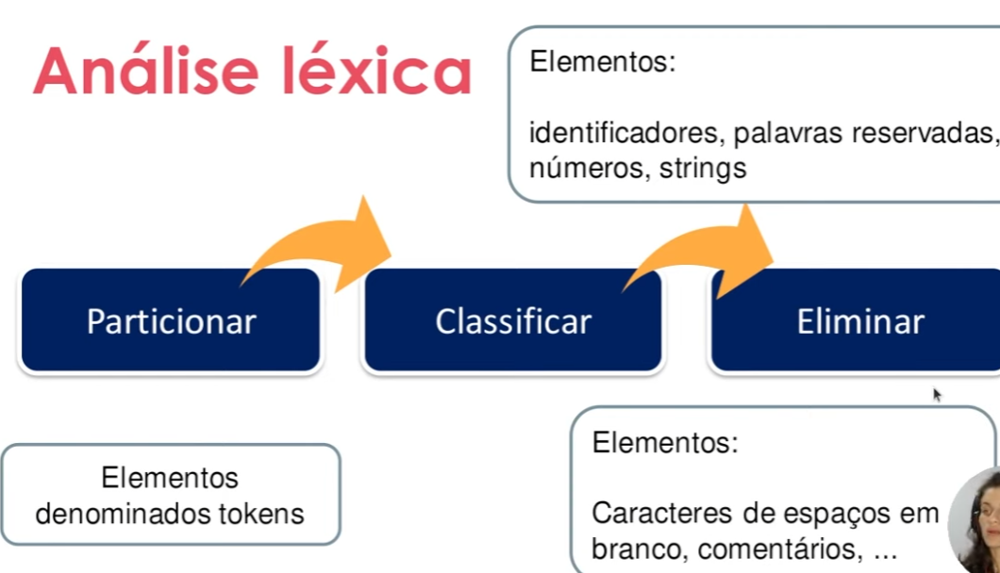 Análise léxica
Elementos:
identificadores, palavras reservadas,
números, strings
Particionar
Classificar
Eliminar
Elementos
denominados tokens
Elementos:
Caracteres de espaços em
branco, comentários, ...